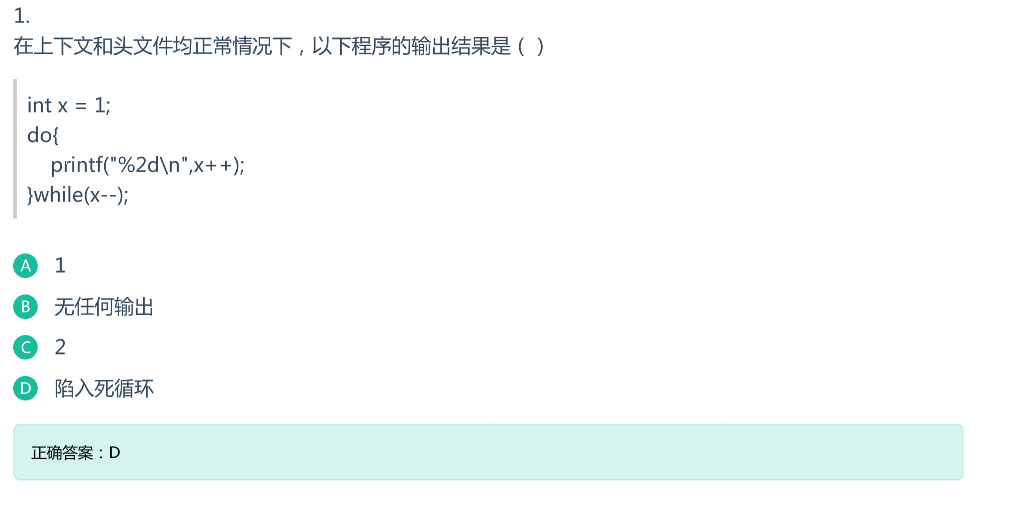 1.
在上下文和头文件均正常情况下，以下程序的输出结果是（ ）
int x = 1;
do{
    printf("%2d\n",x++);
}while(x--);
A 1
B 无任何输出
C 2
D 陷入死循环
正确答案：D